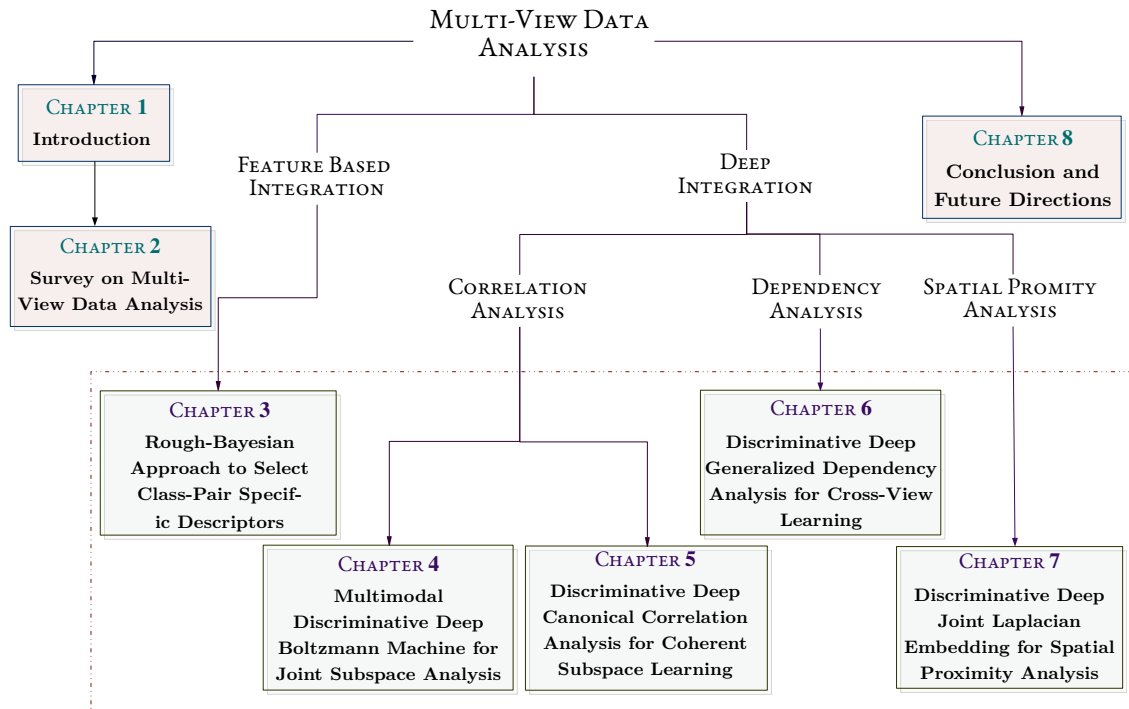 Multi-View Data
Analysis
Chapter 1
Introduction
Chapter 2
Survey on Multi-
View Data Analysis
Feature Based
Integration
Deep
Integration
Chapter 8
Conclusion and
Future Directions
Correlation
Analysis
Dependency
Analysis
Spatial Promity
Analysis
Chapter 3
Rough-Bayesian
Approach to Select
Class-Pair Specif-
ic Descriptors
Chapter 6
Discriminative Deep
Generalized Dependency
Analysis for Cross-View
Learning
Chapter 4
Multimodal
Discriminative Deep
Boltzmann Machine for
Joint Subspace Analysis
Chapter 5
Discriminative Deep
Canonical Correlation
Analysis for Coherent
Subspace Learning
Chapter 7
Discriminative Deep
Joint Laplacian
Embedding for Spatial
Proximity Analysis